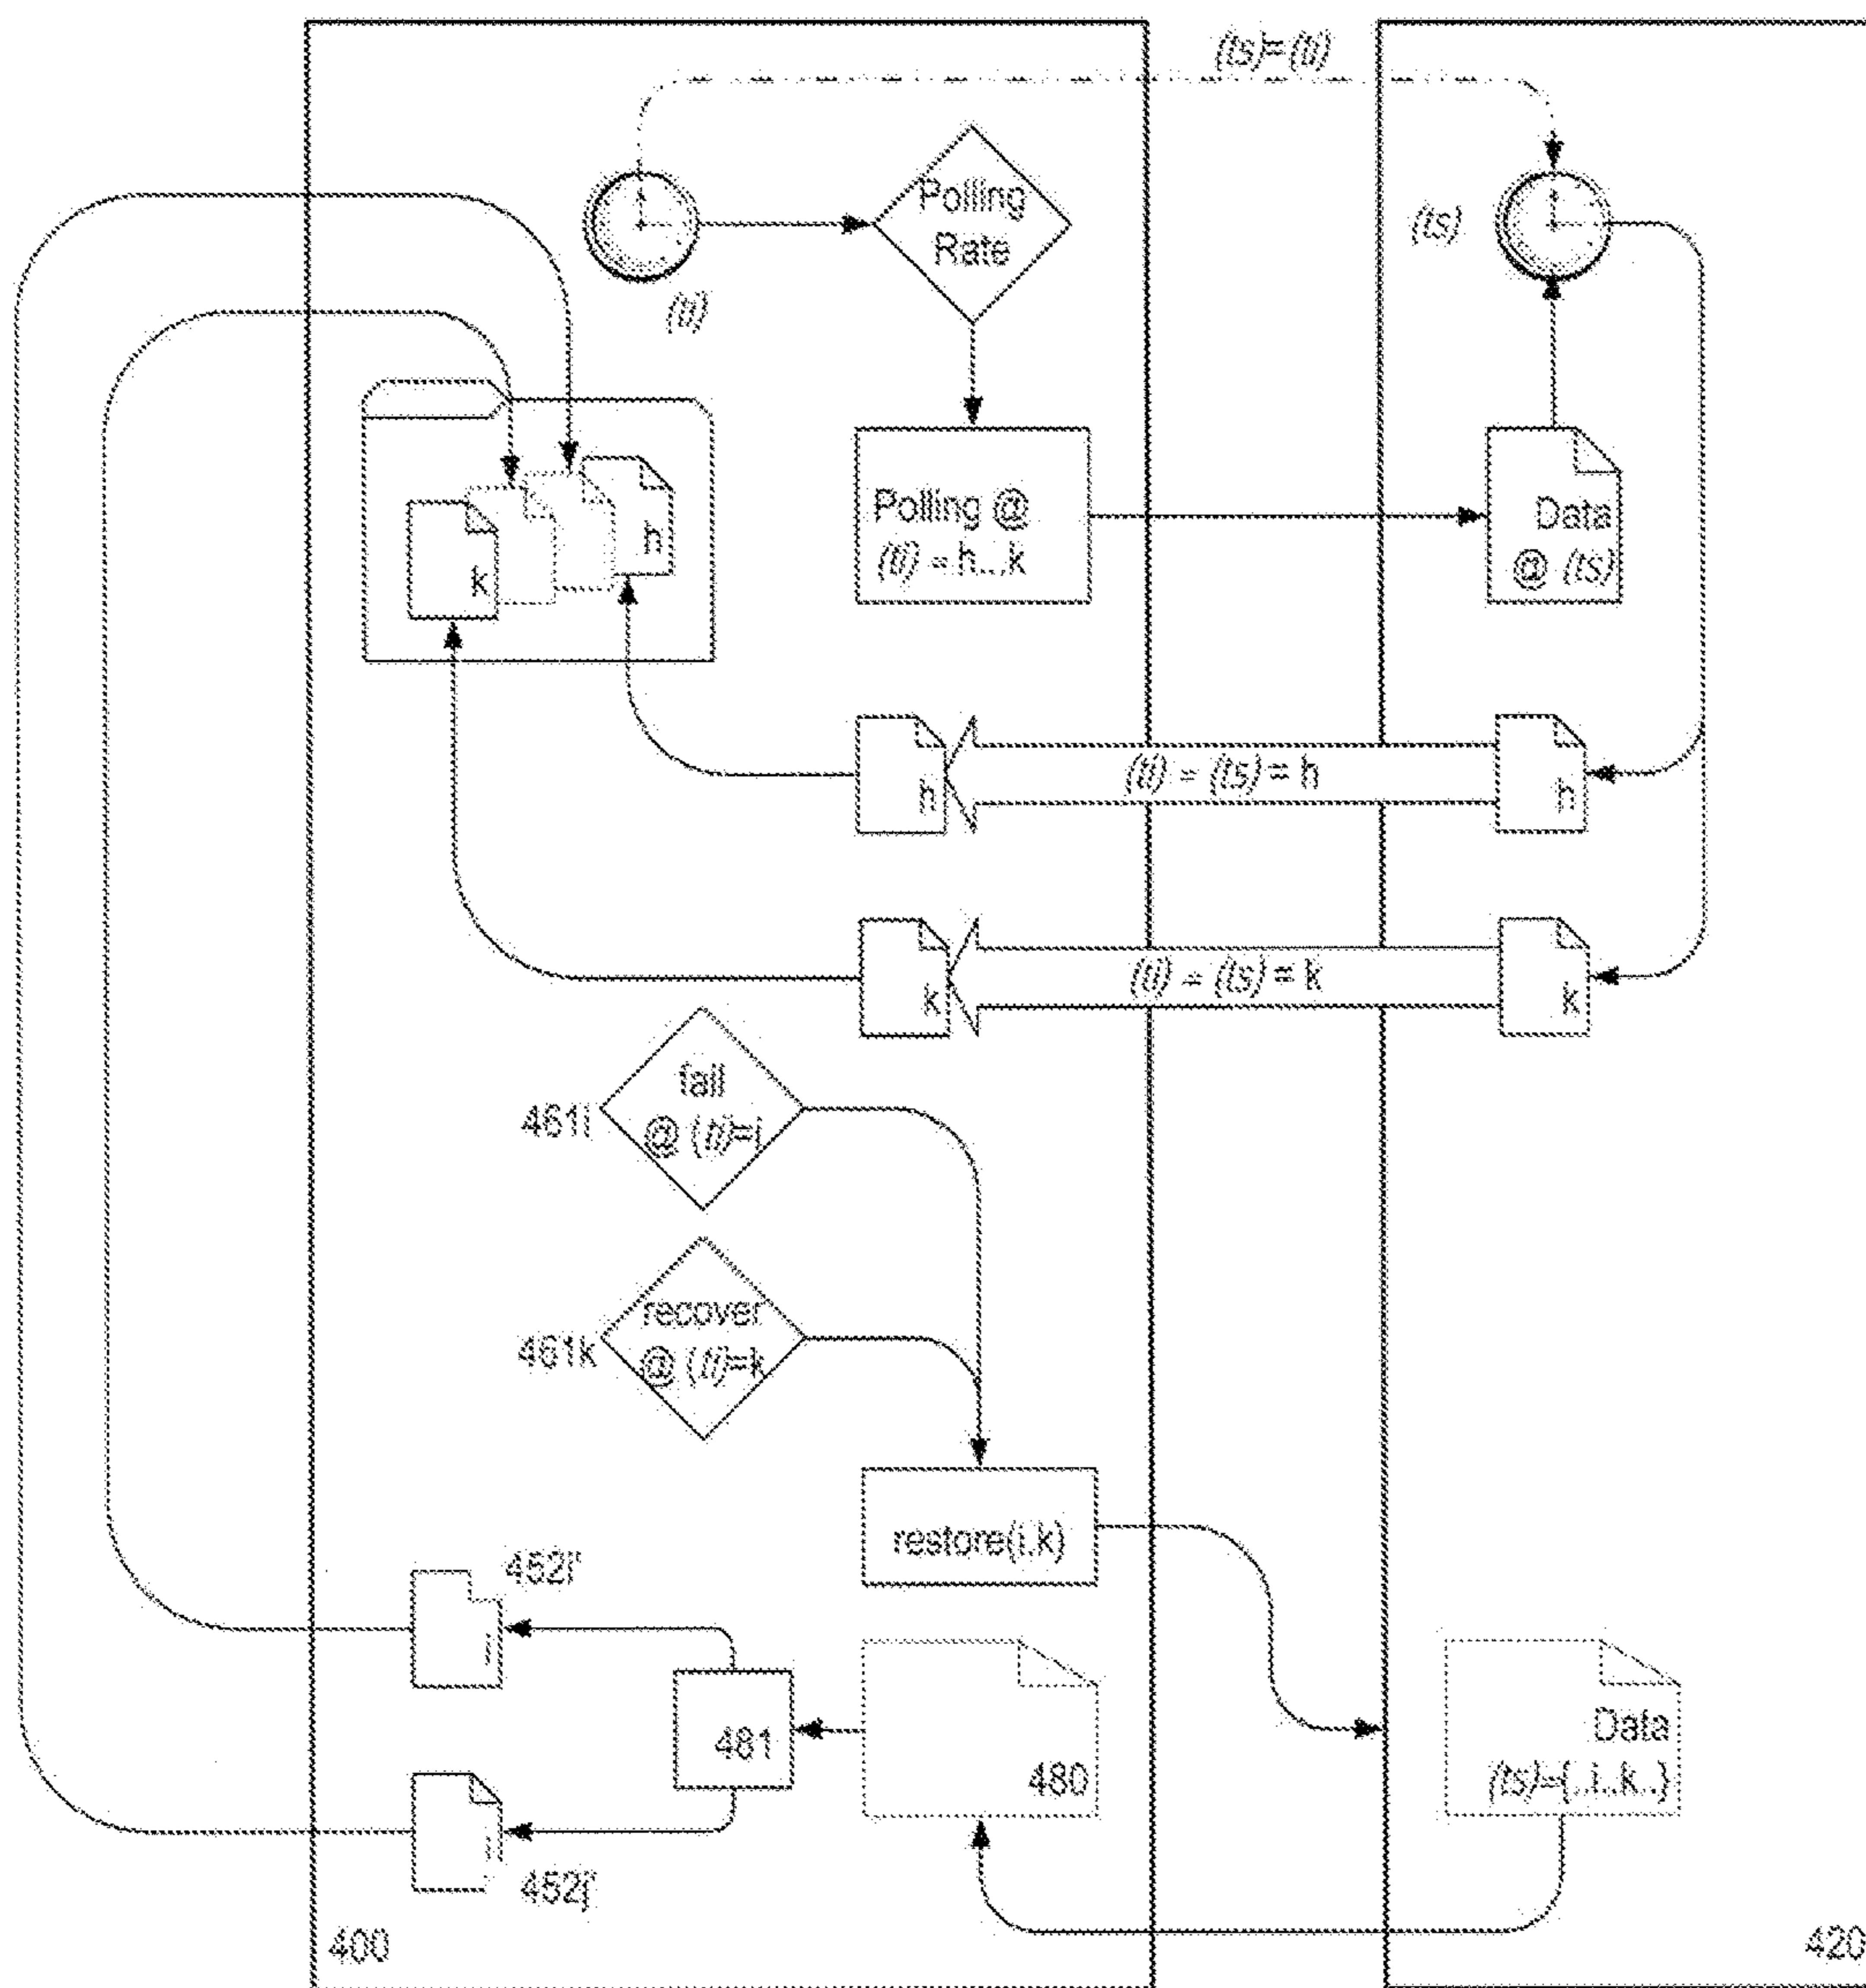 (ts)=(ti)
Polling
Rate
(ti)
(ts)
Polling @
(ti) = h...k
Data
@ (ts)
k
h
h
(ti) = (ts) = h
h
k
(ti) = (ts) = k
k
fail
@ (ti)=i
461i
recover
@ (ti)=k
461k
restore(i.k)
452i'
i
481
480
Data
(ts)={..i..k..}
452j'
400
420